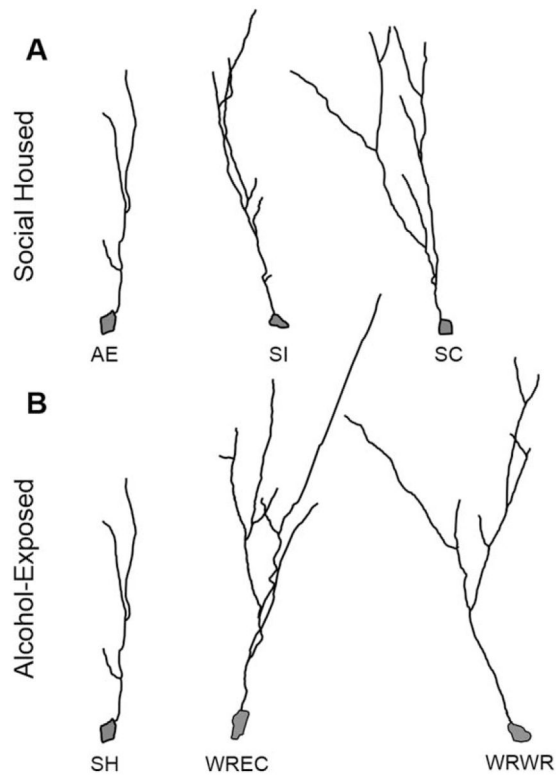 A
Social Housed
AE
SI
SC
B
Alcohol-Exposed
SH
WREC
WRWR